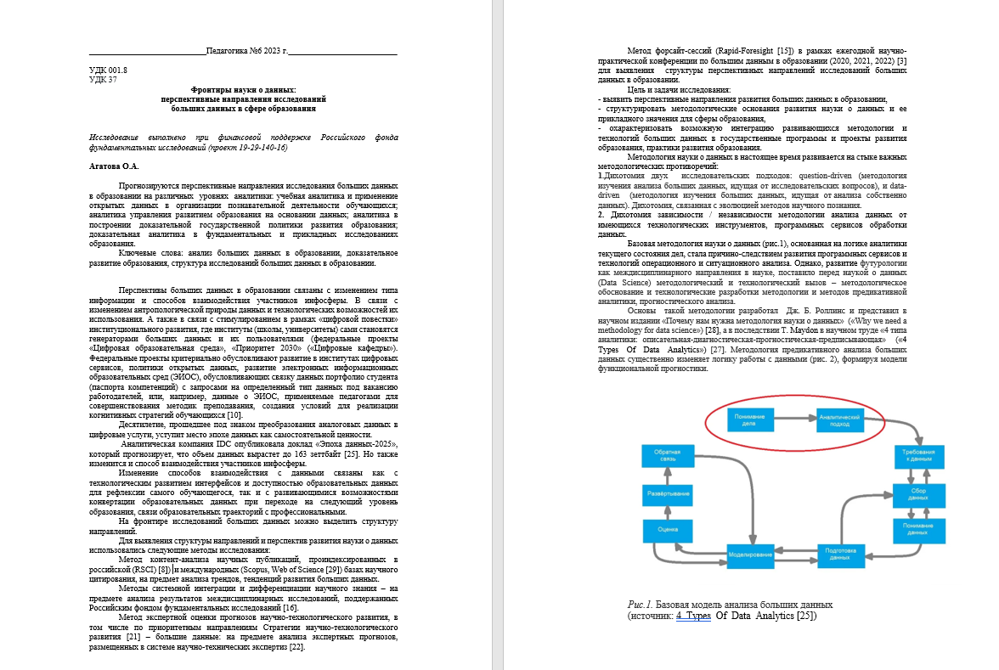 Педагогика №6 2023 г.
УДК 001.8
УДК 37
Фронтиры науки о данных:
перспективные направления исследований
больших данных в сфере образования
Исследование выполнено при финансовой поддержке Российского фонда
фундаментальных исследований (проект 19-29-140-16)
Агатова О.А.
Прогнозируются перспективные направления исследования больших данных
в образовании на различных уровнях аналитики: учебная аналитика и применение
открытых данных в организации познавательной деятельности обучающихся;
аналитика управления развитием образования на основании данных; аналитика в
построении доказательной государственной политики развития образования;
доказательная аналитика в фундаментальных и прикладных исследованиях
образования.
Ключевые слова: анализ больших данных в образовании, доказательное
развитие образования, структура исследований больших данных в образовании.
Перспективы больших данных в образовании связаны с изменением типа
информации и способов взаимодействия участников инфосферы. В связи с
изменением антропологической природы данных и технологических возможностей их
использования. А также в связи с стимулированием в рамках «цифровой повестки»
институционального развития, где институты (школы, университеты) сами становятся
генераторами больших данных и их пользователями (федеральные проекты
«Цифровая образовательная среда», «Приоритет 2030» («Цифровые кафедры»).
Федеральные проекты критериально обусловливают развитие в институтах цифровых
сервисов, политики открытых данных, развитие электронных информационных
образовательных сред (ЭИОС), обусловливающих связку данных портфолио студента
(паспорта компетенций) с запросами на определенный тип данных под вакансию
работодателей, или, например, данные о ЭИОС, применяемые педагогами для
совершенствования методик преподавания, создания условий для реализации
когнитивных стратегий обучающихся [10].
Десятилетие, прошедшее под знаком преобразования аналоговых данных в
цифровые услуги, уступит место эпохе данных как самостоятельной ценности.
Аналитическая компания IDC опубликовала доклад «Эпоха данных-2025»,
который прогнозирует, что объем данных вырастет до 163 зеттбайт [25]. Но также
изменится и способ взаимодействия участников инфосферы.
Изменение способов взаимодействия с данными связаны как с
технологическим развитием интерфейсов и доступностью образовательных данных
для рефлексии самого обучающегося, так и с развивающимися возможностями
конвертации образовательных данных при переходе на следующий уровень
образования, связи образовательных траекторий с профессиональными.
На фронтире исследований больших данных можно выделить структуру
направлений.
Для выявления структуры направлений и перспектив развития науки о данных
использовались следующие методы исследования:
Метод контент-анализа научных публикаций, проиндексированных в
российской (RSCI) [8]) и международных (Scopus, Web of Science [29]) базах научного
цитирования, на предмет анализа трендов, тенденций развития больших данных.
Методы системной интеграции и дифференциации научного знания – на
предмете анализа результатов междисциплинарных исследований, поддержанных
Российским фондом фундаментальных исследований [16].
Метод экспертной оценки прогнозов научно-технологического развития, в
том числе по приоритетным направлениям Стратегии научно-технологического
развития [21] – большие данные: на предмете анализа экспертных прогнозов,
размещенных в системе научно-технических экспертиз [22].
Метод форсайт-сессий (Rapid-Foresight [15]) в рамках ежегодной научно-
практической конференции по большим данным в образовании (2020, 2021, 2022) [3]
для выявления структуры перспективных направлений исследований больших
данных в образовании.
Цель и задачи исследования:
- выявить перспективные направления развития больших данных в образовании,
- структурировать методологические основания развития науки о данных и ее
прикладного значения для сферы образования,
- охарактеризовать возможную интеграцию развивающихся методологии и
технологий больших данных в государственные программы и проекты развития
образования, практики развития образования.
Методология науки о данных в настоящее время развивается на стыке важных
методологических противоречий:
1.Дихотомия двух исследовательских подходов: question-driven (методология
изучения анализа больших данных, идущая от исследовательских вопросов), и data-
driven (методология изучения больших данных, идущая от анализа собственно
данных). Дихотомия, связанная с эволюцией методов научного познания.
2. Дихотомия зависимости / независимости методологии анализа данных от
имеющихся технологических инструментов, программных сервисов обработки
данных.
Базовая методология науки о данных (рис.1), основанная на логике аналитики
текущего состояния дел, стала причино-следствием развития программных сервисов и
технологий операционного и ситуационного анализа. Однако, развитие футурологии
как междисциплинарного направления в науке, поставило перед наукой о данных
(Data Science) методологический и технологический вызов – методологическое
обоснование и технологические разработки методологии и методов предикативной
аналитики, прогностического анализа.
Основы такой методологии разработал Дж. Б. Роллинс и представил в
научном издании «Почему нам нужна методология науки о данных» («Why we need a
methodology for data science») [28], а в последствии Т. Maydon в научном труде «4 типа
аналитики: описательная-диагностическая-прогностическая-предписывающая» («4
Types Of Data Analytics») [27]. Методология предикативного анализа больших
данных существенно изменяет логику работы с данными (рис. 2), формируя модели
функциональной прогностики.
Понимание
дела
Аналитический
подход
Обратная
связь
Требования
к данным
Развёртывание
Сбор
данных
Оценка
Понимание
данных
Моделирование
Подготовка
данных
Рис.1. Базовая модель анализа больших данных
(источник: 4 Types Of Data Analytics [25])